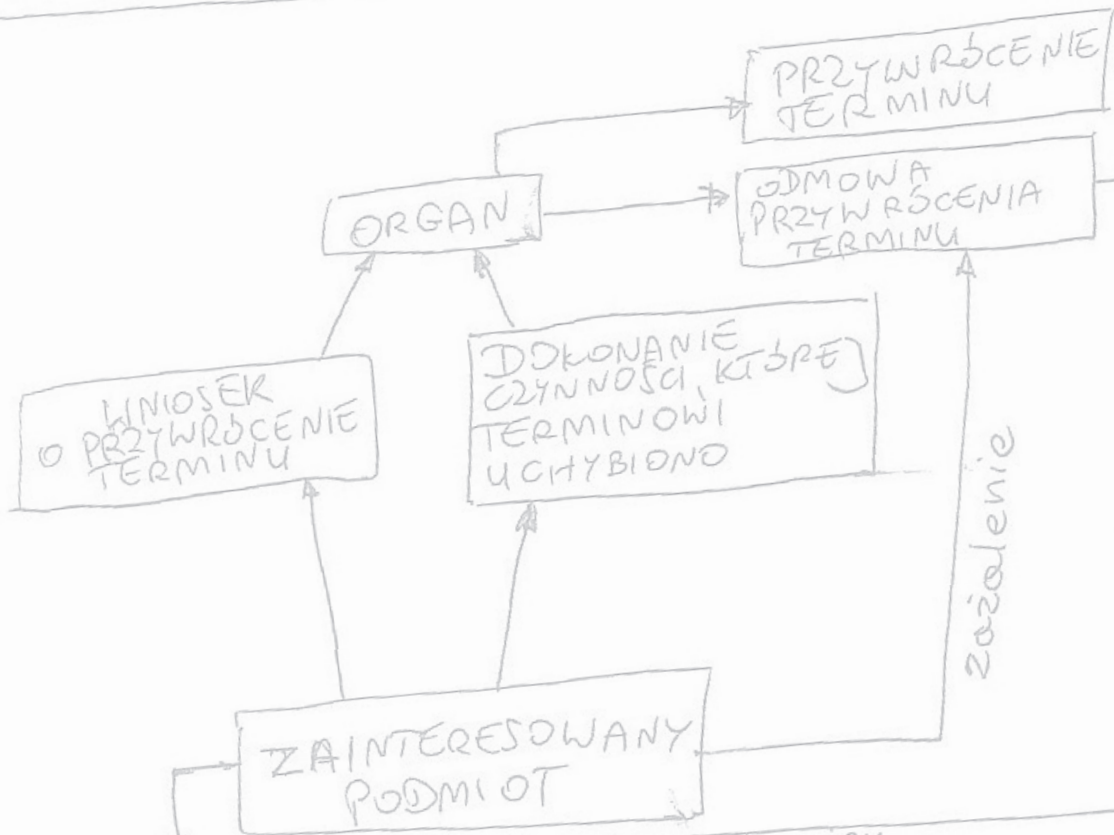 PRZYWRÓCENIE
TERMINU
ORGAN
ODMOWA
PRZYWRÓCENIA
TERMINU
WNIOSEK
O PRZYWRÓCENIE
TERMINU
DOKONANIE
CZYNNOŚCI, KTÓREJ
TERMINOWI
UCHYBIONO
zażalenie
ZAINTERESOWANY
PODMIOT